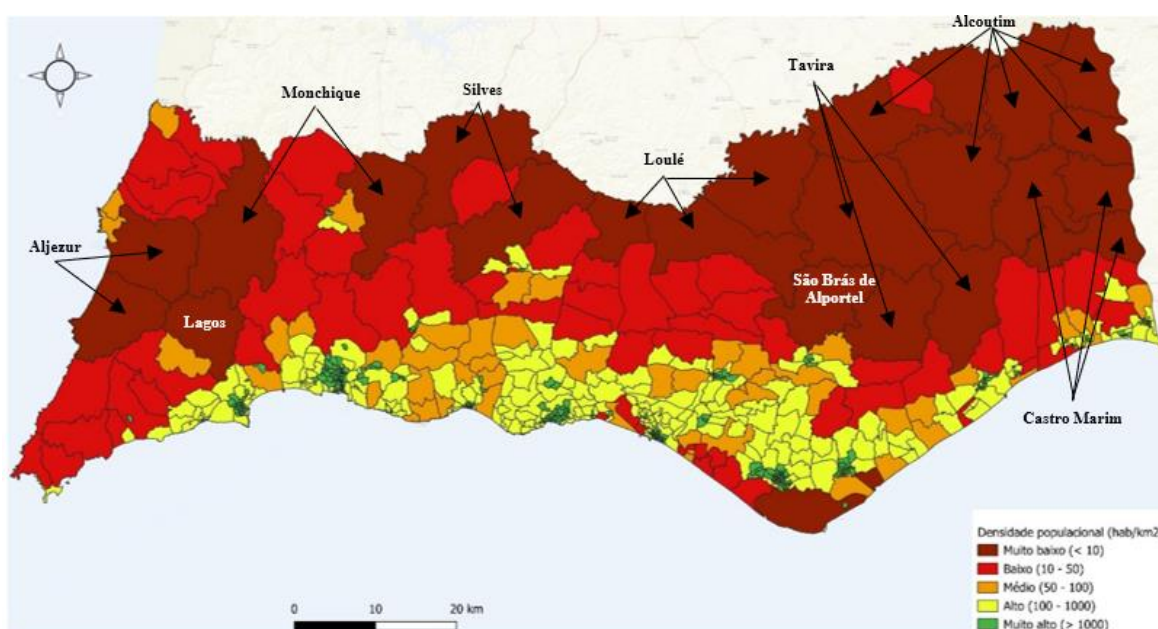 Alcoutim
Tavira
Silves
Monchique
Loulé
Aljezur
São Brás de
Alportel
Lagos
Castro Marim
0 10 20 km
Densidade populacional (hab/km2
Muito baixo (< 10)
Baixo (10 - 50)
Médio (50 - 100)
Alto (100 - 1000)
Muito alto (> 1000)